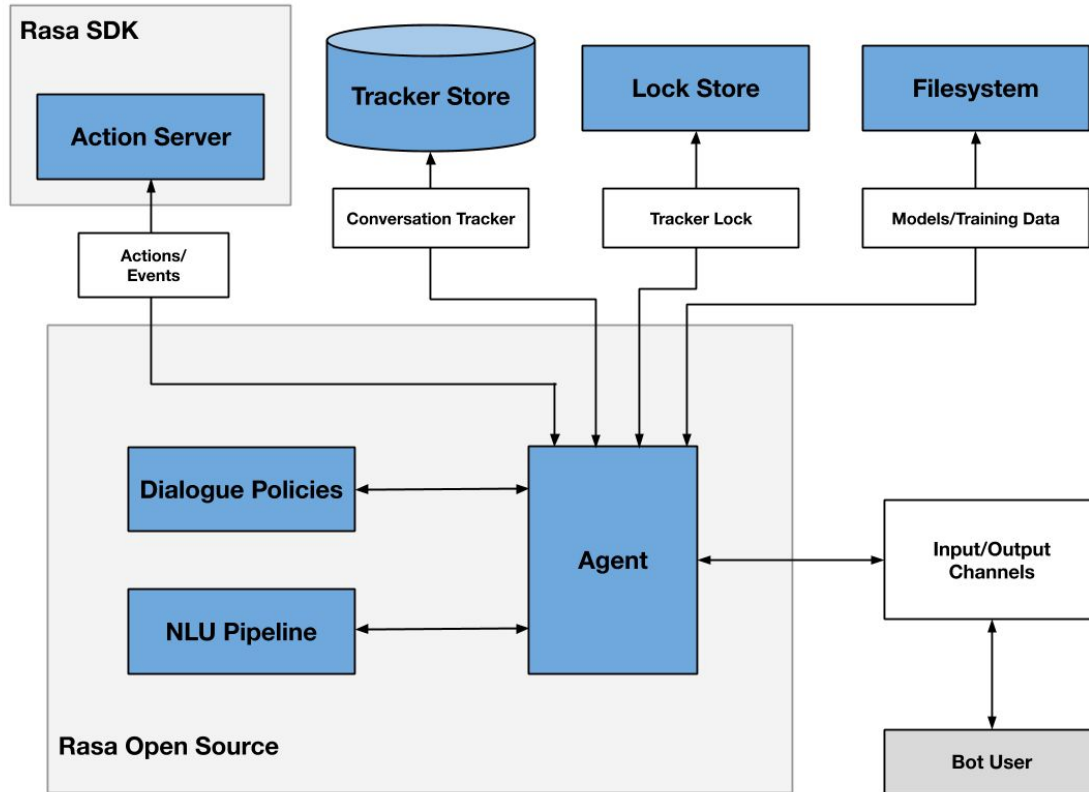 Rasa SDK
Action Server
Tracker Store
Lock Store
Filesystem
Actions/
Events
Conversation Tracker
Tracker Lock
Models/Training Data
Dialogue Policies
NLU Pipeline
Agent
Rasa Open Source
Input/Output
Channels
Bot User